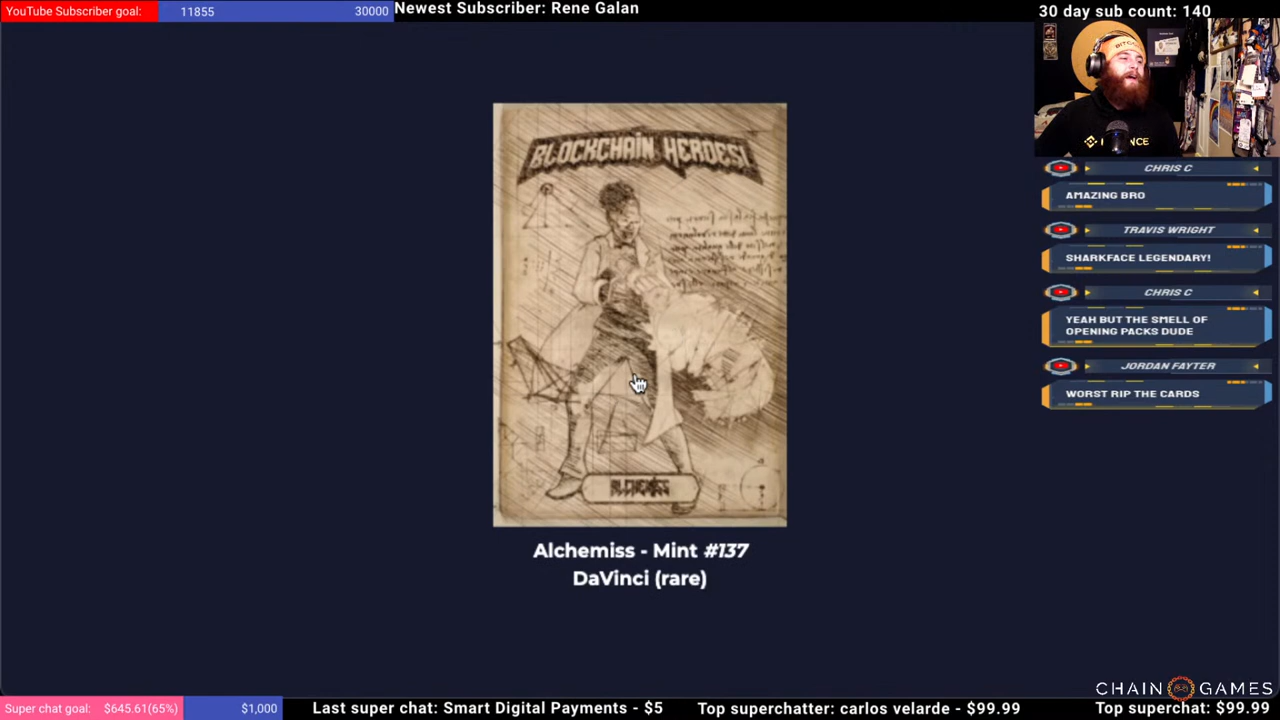 YouTube Subscriber goal:
11855
30000
Newest Subscriber: Rene Galan
30 day sub count: 140
BLOCKCHAIN HEROES!
ALCHEMISS
Alchemiss - Mint #137
DaVinci (rare)
CHRIS C
AMAZING BRO
TRAVIS WRIGHT
SHARKFACE LEGENDARY!
CHRIS C
YEAH BUT THE SMELL OF
OPENING PACKS DUDE
JORDAN FAYTER
WORST RIP THE CARDS
BINANCE
CHAIN GAMES
Super chat goal:
$645.61(65%)
$1,000
Last super chat: Smart Digital Payments - $5
Top superchatter: carlos velarde - $99.99
Top superchat: $99.99